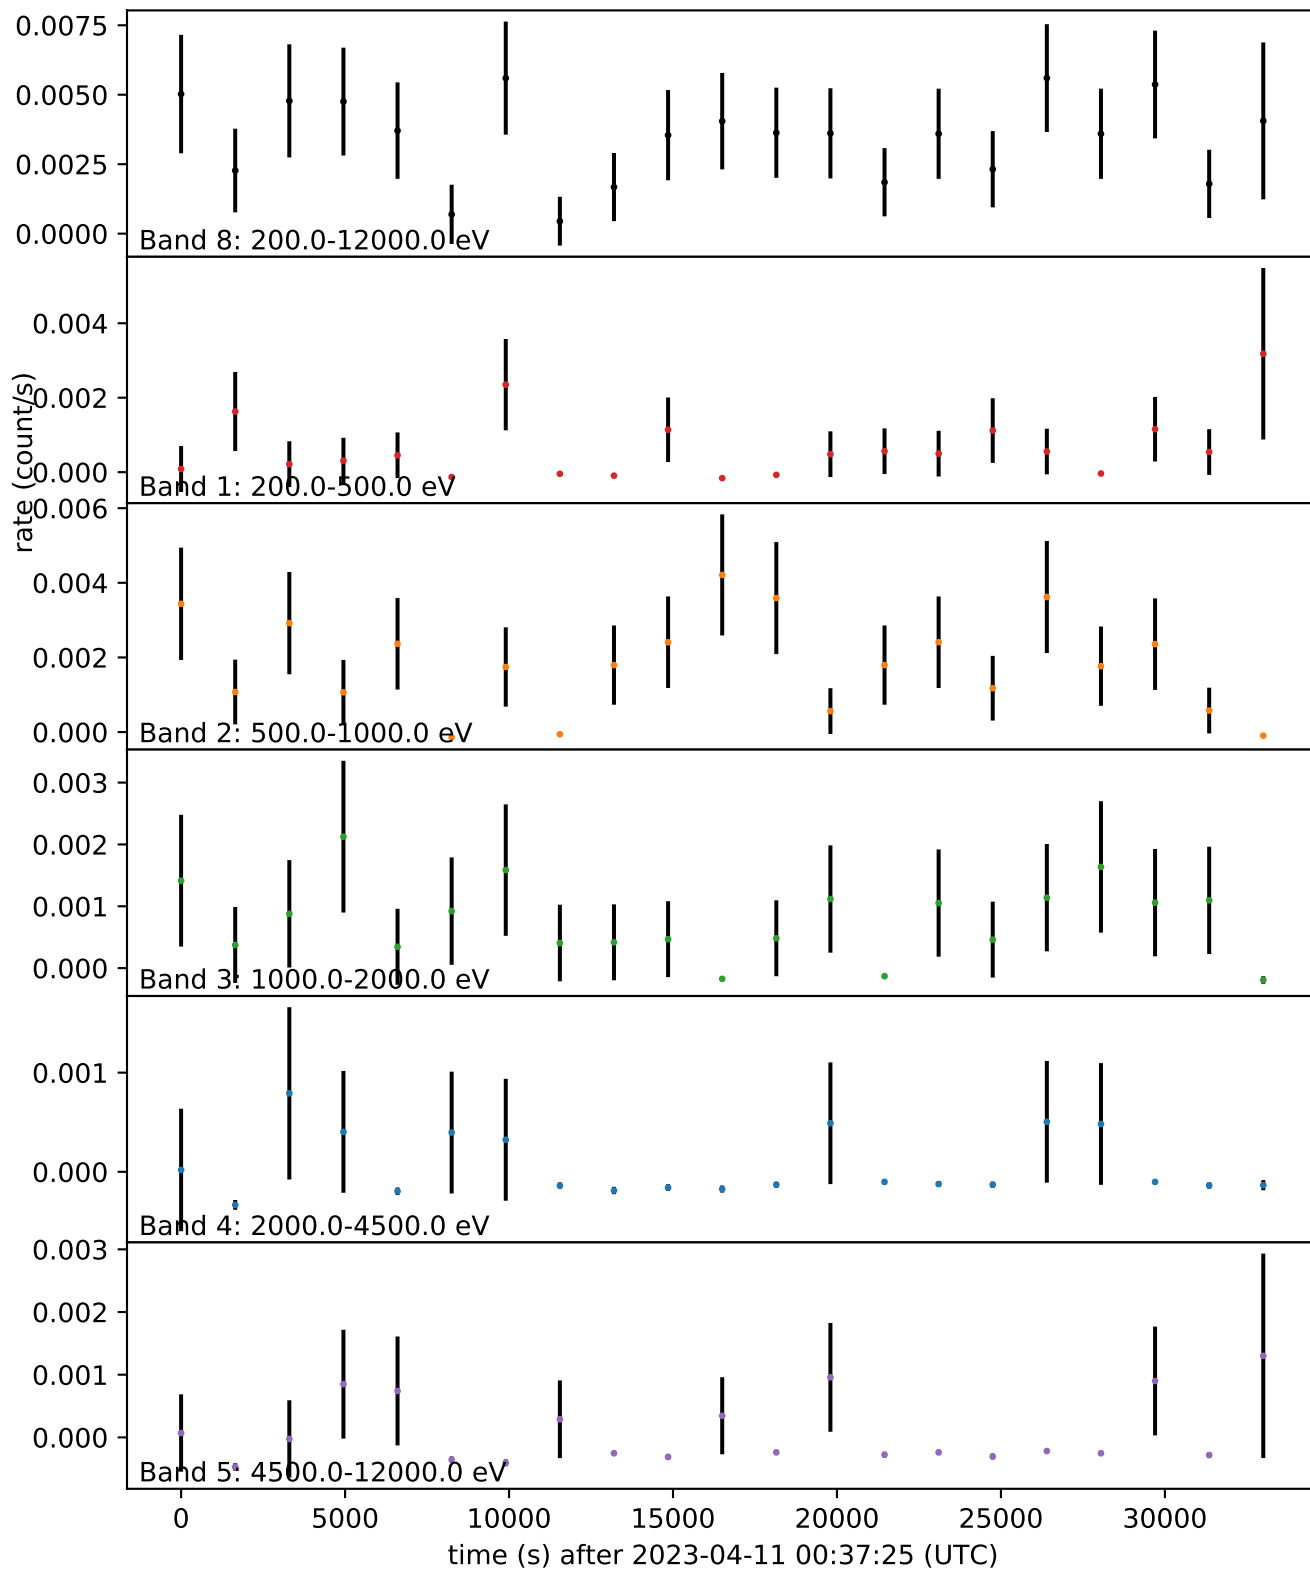 0.0075
0.0050
0.0025
0.0000
Band 8: 200.0-12000.0 eV
0.004
0.002
0.000
Band 1: 200.0-500.0 eV
rate (count/s)
0.006
0.004
0.002
0.000
Band 2: 500.0-1000.0 eV
0.003
0.002
0.001
0.000
Band 3: 1000.0-2000.0 eV
0.001
0.000
Band 4: 2000.0-4500.0 eV
0.003
0.002
0.001
0.000
Band 5: 4500.0-12000.0 eV
0 5000 10000 15000 20000 25000 30000
time (s) after 2023-04-11 00:37:25 (UTC)